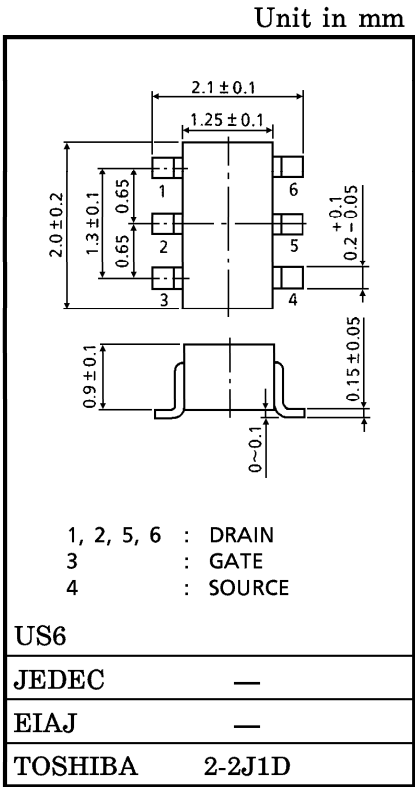 Unit in mm
2.1±0.1
1.25±0.1
1
6
2
5
3
4
2.0±0.2
1.3±0.1
0.65
0.65
+0.1
0.2−0.05
0.9±0.1
0~0.1
0.15±0.05
1, 2, 5, 6 : DRAIN
3 : GATE
4 : SOURCE
US6
JEDEC —
EIAJ —
TOSHIBA 2-2J1D